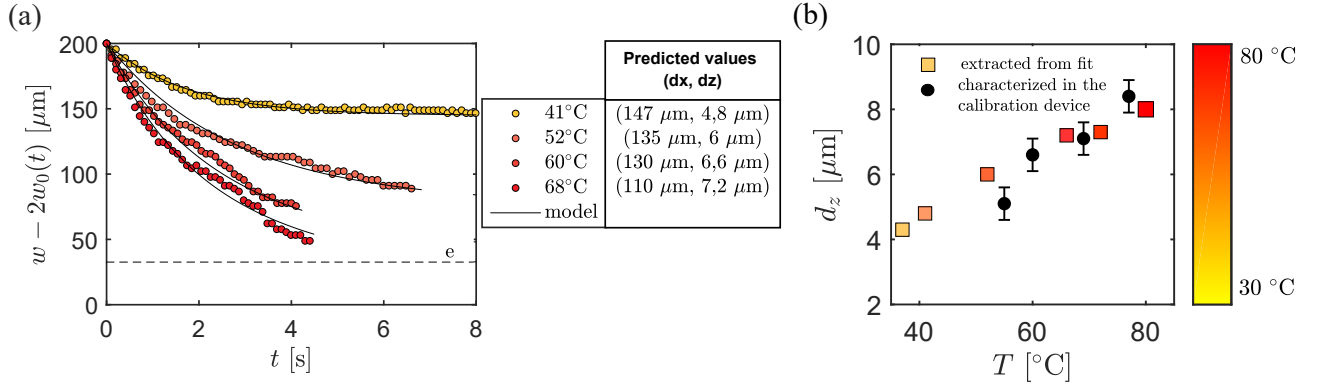 (a)
200
150
100
50
0
w − 2w₀(t) [μm]
0 2 4 6 8
t [s]
e
Predicted values
(dx, dz)
41°C (147 μm, 4,8 μm)
52°C (135 μm, 6 μm)
60°C (130 μm, 6,6 μm)
68°C (110 μm, 7,2 μm)
model
(b)
10
8
6
4
2
d_z [μm]
40 60 80
T [°C]
extracted from fit
characterized in the
calibration device
80 °C
30 °C